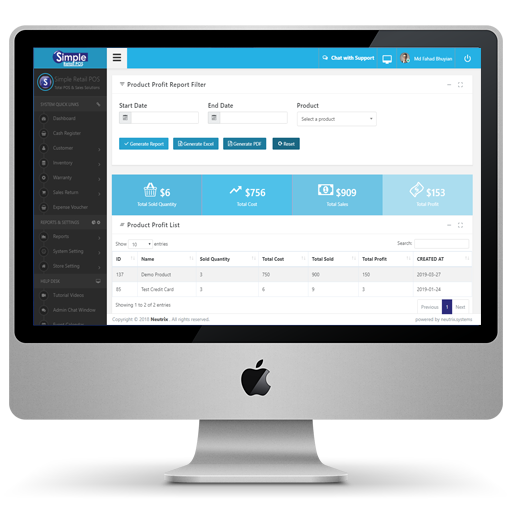 Simple
Retail POS
Chat with Support
Md Fahad Bhuyian
Simple Retail POS
Total POS & Sales Solutions
SYSTEM QUICK LINKS
Dashboard
Cash Register
Customer
Inventory
Warranty
Sales Return
Expense Voucher
REPORTS & SETTINGS
Reports
System Setting
Store Setting
HELP DESK
Tutorial Videos
Admin Chat Window
Event Calendar
Product Profit Report Filter
Start Date
End Date
Product
Select a product
Generate Report
Generate Excel
Generate PDF
Reset
$6
Total Sold Quantity
$756
Total Cost
$909
Total Sales
$153
Total Profit
Product Profit List
Show 10 entries
Search:
ID Name Sold Quantity Total Cost Total Sold Total Profit CREATED AT
137 Demo Product 3 750 900 150 2019-03-27
85 Test Credit Card 3 6 9 3 2019-01-24
Showing 1 to 2 of 2 entries
Previous 1 Next
Copyright © 2019 Neutrix . All rights reserved.
powered by neutrix.systems